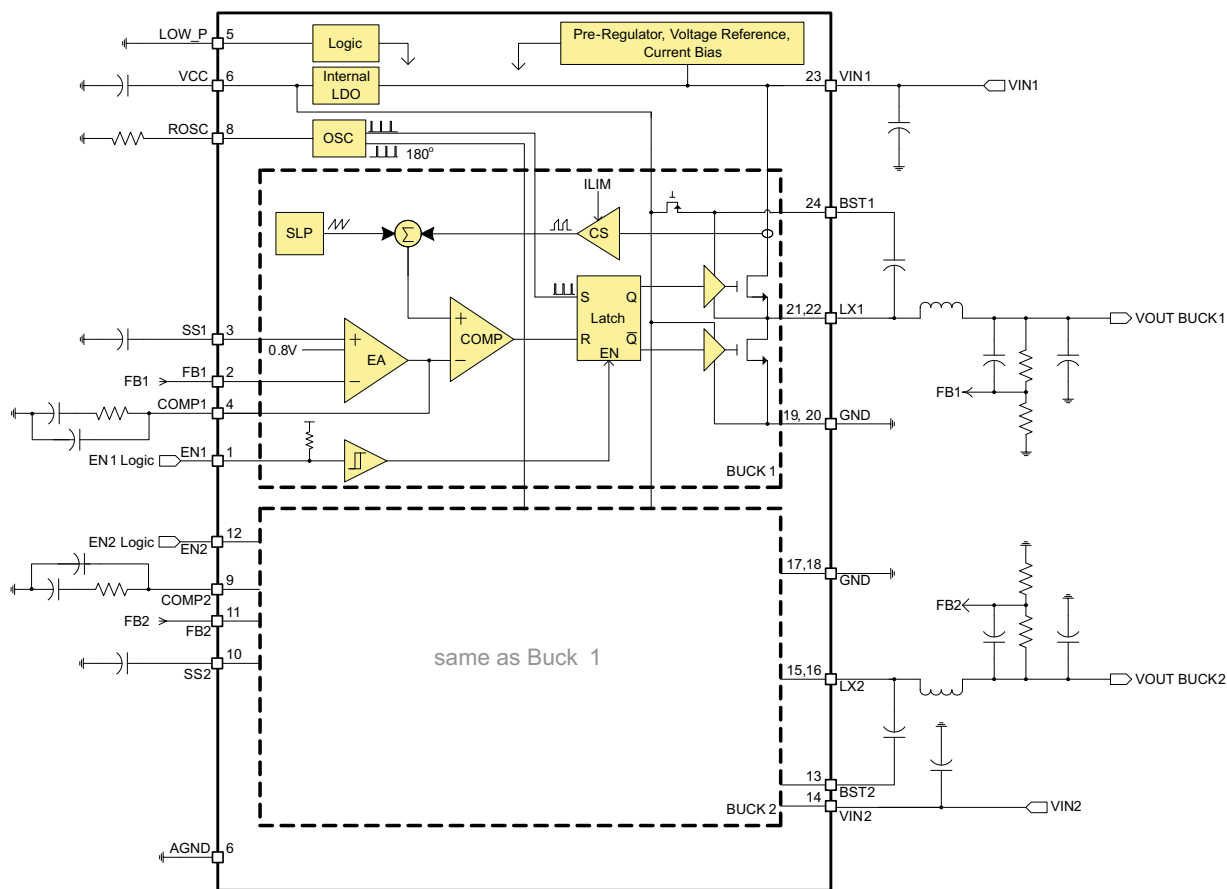 LOW_P 5 Logic
Pre-Regulator, Voltage Reference,
Current Bias
VCC 6 Internal
LDO
23 VIN1
VIN1
ROSC 8 OSC
180°
ILIM
24 BST1
SLP
Σ
CS
S Q
Latch
R Q
EN
21,22 LX1
VOUT BUCK1
SS1 3
+
0.8V
EA
–
+
COMP
–
FB1 FB1 2
COMP1 4
FB1
19, 20 GND
EN1 Logic EN1 1
BUCK 1
EN2 Logic 12
EN2
9
COMP2
FB2 11
FB2
10
SS2
same as Buck 1
17,18
GND
FB2
15,16
LX2
VOUT BUCK2
13
BST2
14
VIN2
VIN2
BUCK 2
AGND 6